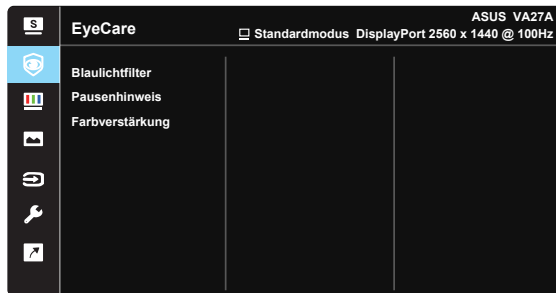 S
EyeCare
ASUS VA27A
Standardmodus DisplayPort 2560 x 1440 @ 100Hz
Blaulichtfilter
Pausenhinweis
Farbverstärkung